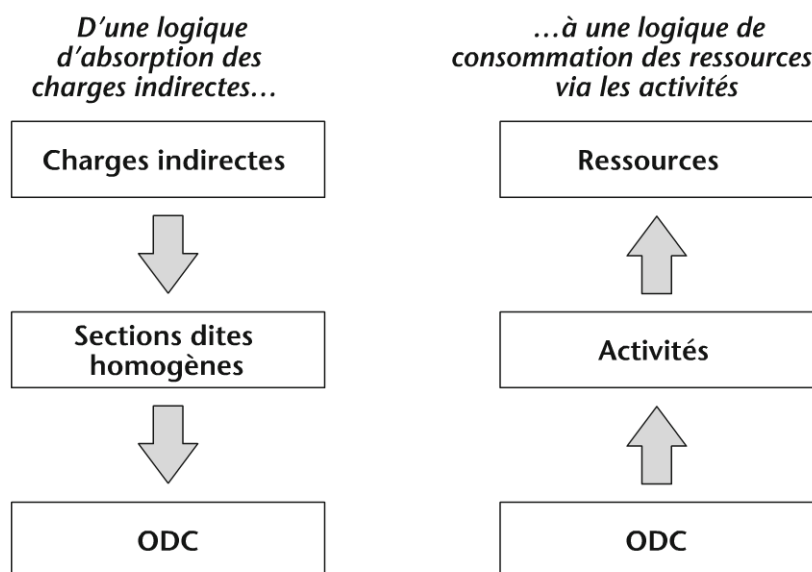 D'une logique
d'absorption des
charges indirectes…
Charges indirectes
Sections dites
homogènes
ODC
…à une logique de
consommation des ressources
via les activités
Ressources
Activités
ODC